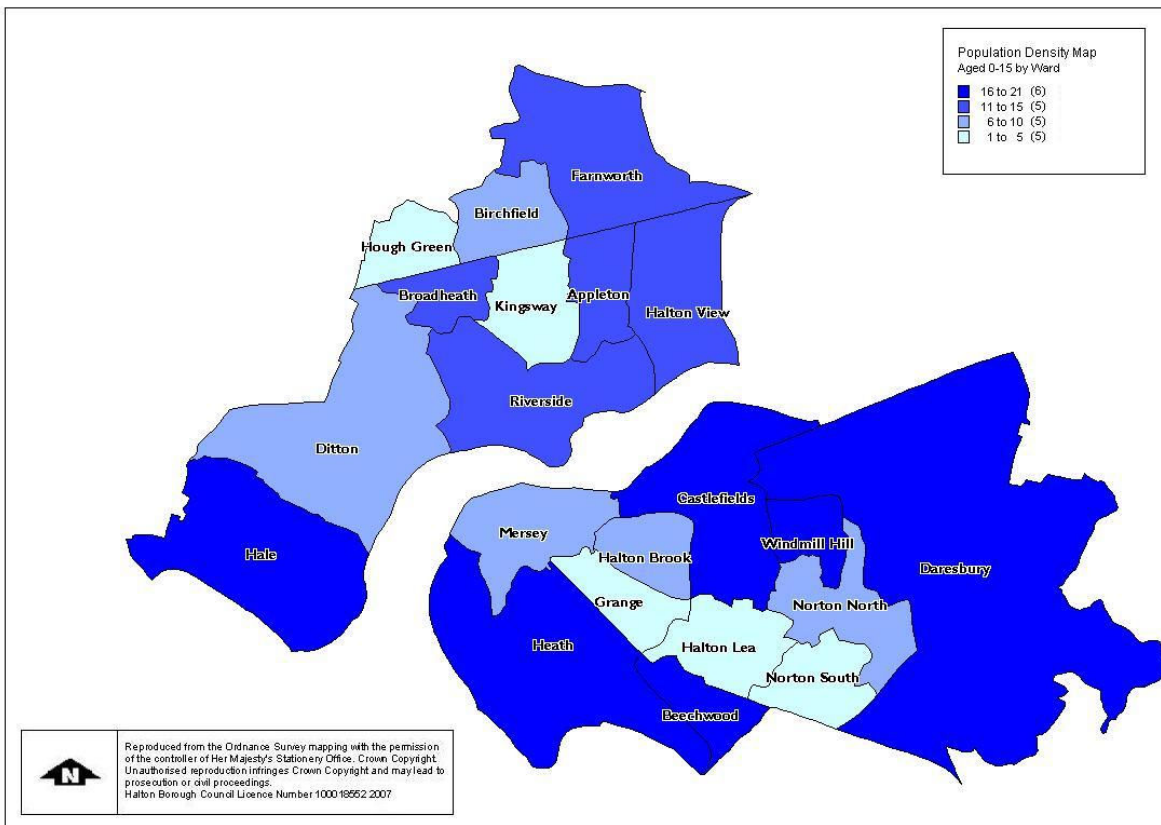 Population Density Map
Aged 0-15 by Ward
16 to 21 (6)
11 to 15 (5)
6 to 10 (5)
1 to 5 (5)
Farnworth
Birchfield
Hough Green
Broadheath
Kingsway
Appleton
Halton View
Riverside
Ditton
Hale
Castlefields
Mersey
Windmill Hill
Halton Brook
Daresbury
Grange
Norton North
Heath
Halton Lea
Norton South
Beechwood
N
Reproduced from the Ordnance Survey mapping with the permission
of the controller of Her Majesty's Stationery Office. Crown Copyright.
Unauthorised reproduction infringes Crown Copyright and may lead to
prosecution or civil proceedings.
Halton Borough Council Licence Number 100018552 2007